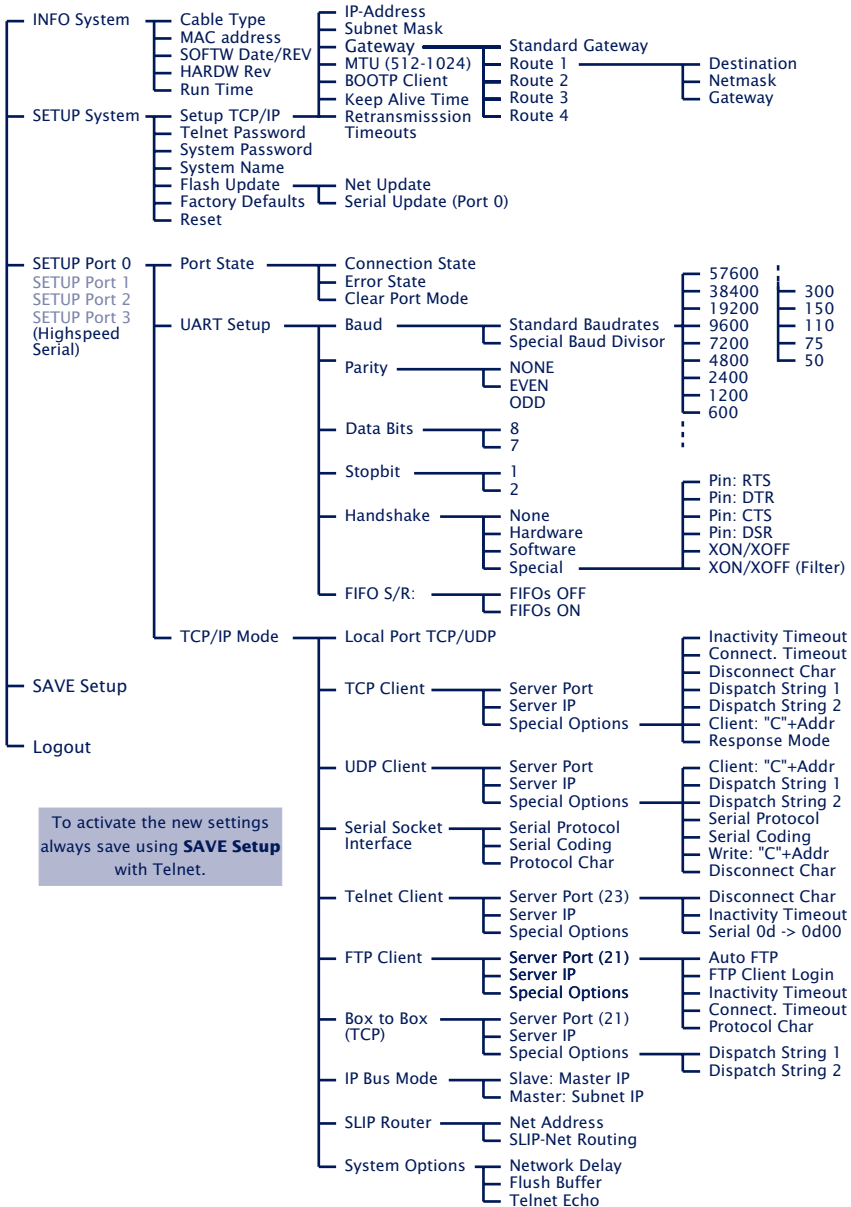 INFO System
Cable Type
MAC address
SOFTW Date/REV
HARDW Rev
Run Time
SETUP System
Setup TCP/IP
IP-Address
Subnet Mask
Gateway
Standard Gateway
Route 1
Destination
Netmask
Gateway
Route 2
Route 3
Route 4
MTU (512-1024)
BOOTP Client
Keep Alive Time
Retransmisssion
Timeouts
Telnet Password
System Password
System Name
Flash Update
Net Update
Serial Update (Port 0)
Factory Defaults
Reset
SETUP Port 0
SETUP Port 1
SETUP Port 2
SETUP Port 3
(Highspeed
Serial)
Port State
Connection State
Error State
Clear Port Mode
UART Setup
Baud
Standard Baudrates
57600
38400
19200
9600
7200
4800
2400
1200
600
300
150
110
75
50
Special Baud Divisor
Parity
NONE
EVEN
ODD
Data Bits
8
7
Stopbit
1
2
Handshake
None
Hardware
Software
Special
Pin: RTS
Pin: DTR
Pin: CTS
Pin: DSR
XON/XOFF
XON/XOFF (Filter)
FIFO S/R:
FIFOs OFF
FIFOs ON
TCP/IP Mode
Local Port TCP/UDP
TCP Client
Server Port
Server IP
Special Options
Inactivity Timeout
Connect. Timeout
Disconnect Char
Dispatch String 1
Dispatch String 2
Client: "C"+Addr
Response Mode
UDP Client
Server Port
Server IP
Special Options
Client: "C"+Addr
Dispatch String 1
Dispatch String 2
Serial Protocol
Serial Coding
Write: "C"+Addr
Disconnect Char
Serial Socket
Interface
Serial Protocol
Serial Coding
Protocol Char
Telnet Client
Server Port (23)
Server IP
Special Options
Disconnect Char
Inactivity Timeout
Serial 0d -> 0d00
FTP Client
Server Port (21)
Server IP
Special Options
Auto FTP
FTP Client Login
Inactivity Timeout
Connect. Timeout
Protocol Char
Box to Box
(TCP)
Server Port (21)
Server IP
Special Options
Dispatch String 1
Dispatch String 2
IP Bus Mode
Slave: Master IP
Master: Subnet IP
SLIP Router
Net Address
SLIP-Net Routing
System Options
Network Delay
Flush Buffer
Telnet Echo
SAVE Setup
Logout
To activate the new settings
always save using SAVE Setup
with Telnet.